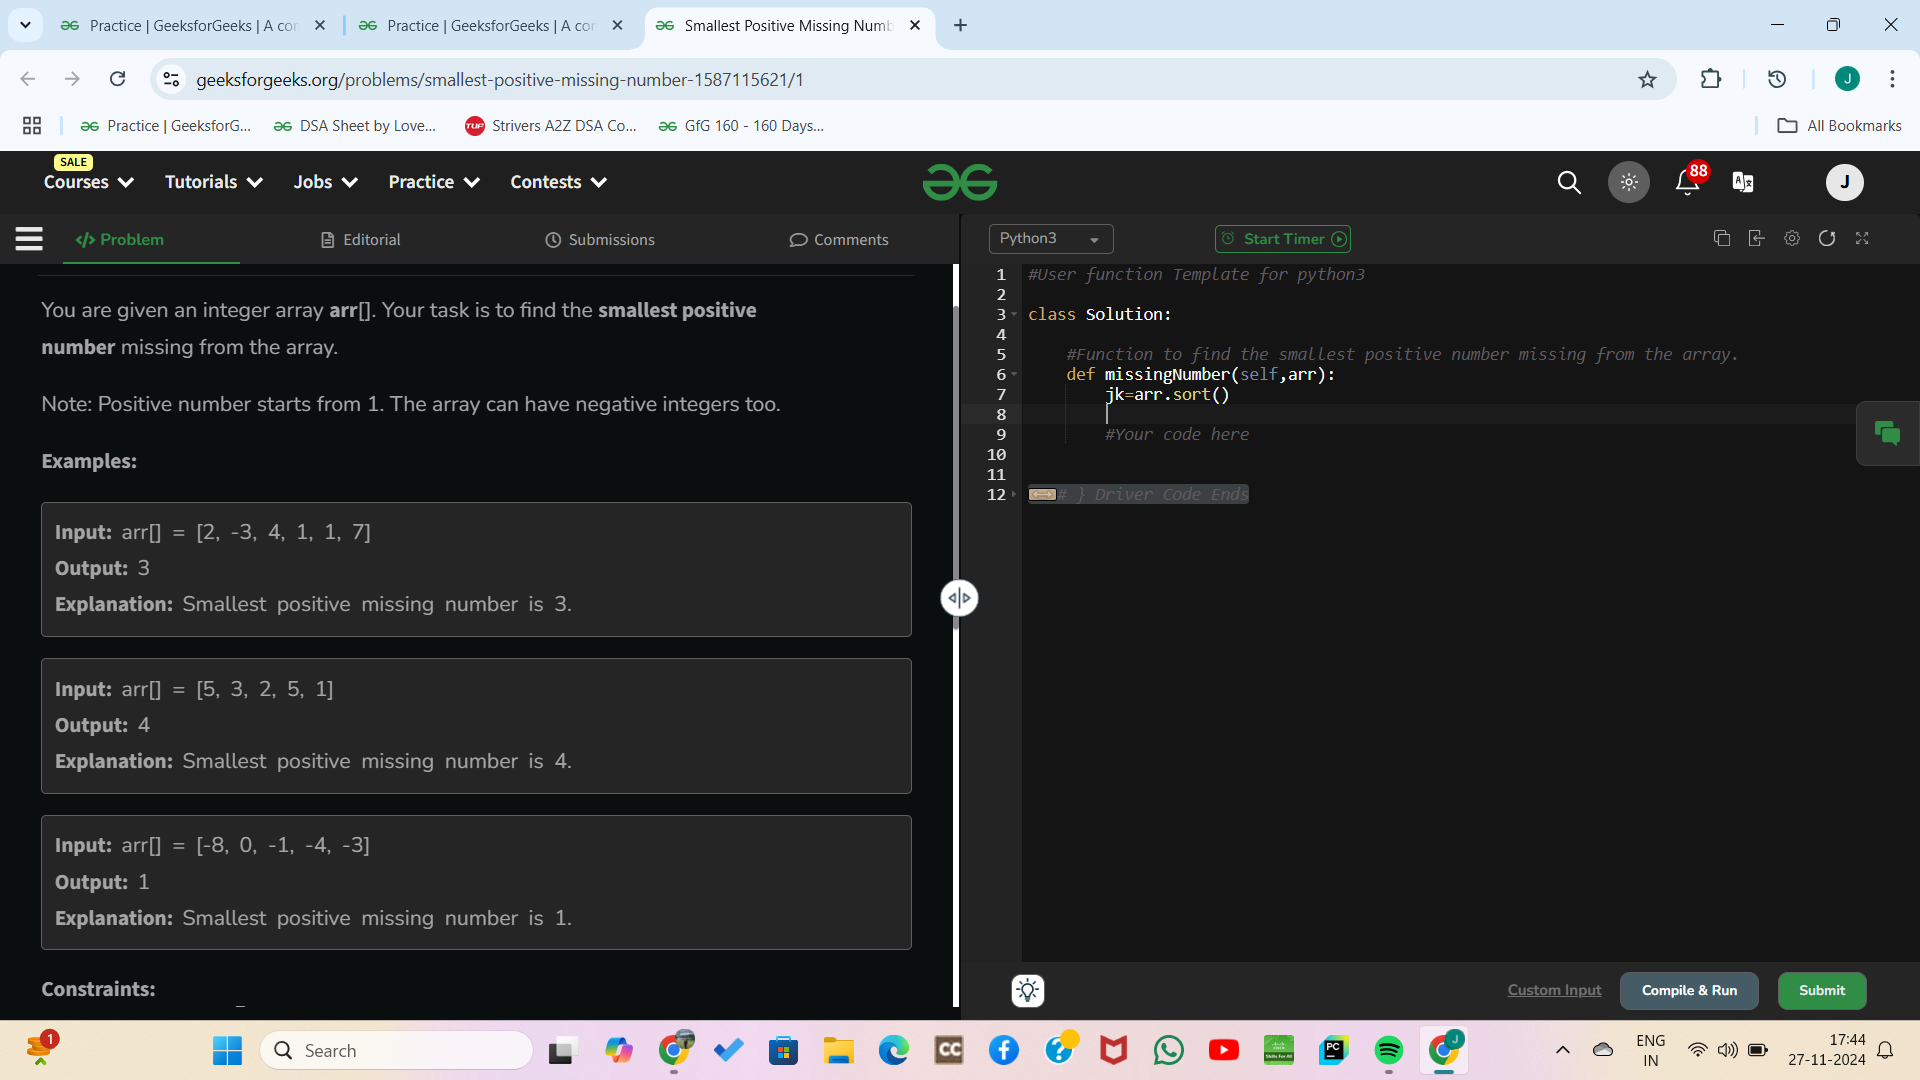 Practice | GeeksforGeeks | A co
Practice | GeeksforGeeks | A co
Smallest Positive Missing Numb
geeksforgeeks.org/problems/smallest-positive-missing-number-1587115621/1
J
Practice | GeeksforG...
DSA Sheet by Love...
TUF
Strivers A2Z DSA Co...
GfG 160 - 160 Days...
All Bookmarks
SALE
Courses
Tutorials
Jobs
Practice
Contests
88
J
</> Problem
Editorial
Submissions
Comments
Python3
Start Timer
You are given an integer array arr[]. Your task is to find the smallest positive
number missing from the array.
Note: Positive number starts from 1. The array can have negative integers too.
Examples:
Input: arr[] = [2, -3, 4, 1, 1, 7]
Output: 3
Explanation: Smallest positive missing number is 3.
Input: arr[] = [5, 3, 2, 5, 1]
Output: 4
Explanation: Smallest positive missing number is 4.
Input: arr[] = [-8, 0, -1, -4, -3]
Output: 1
Explanation: Smallest positive missing number is 1.
Constraints:
1 #User function Template for python3
2
3 class Solution:
4
5 #Function to find the smallest positive number missing from the array.
6 def missingNumber(self,arr):
7 jk=arr.sort()
8
9 #Your code here
10
11
12 # } Driver Code Ends
Custom Input
Compile & Run
Submit
1
Search
CC
PC
J
ENG
IN
17:44
27-11-2024